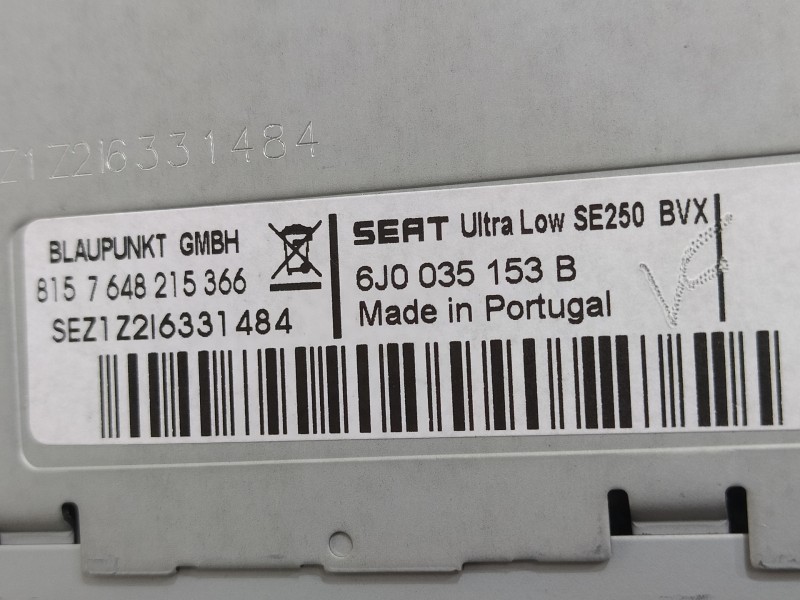 Z1Z2I6331484
BLAUPUNKT GMBH
815 7 648 215 366
SEZ1Z2I6331484
SEAT Ultra Low SE250 BVX
6J0 035 153 B
Made in Portugal